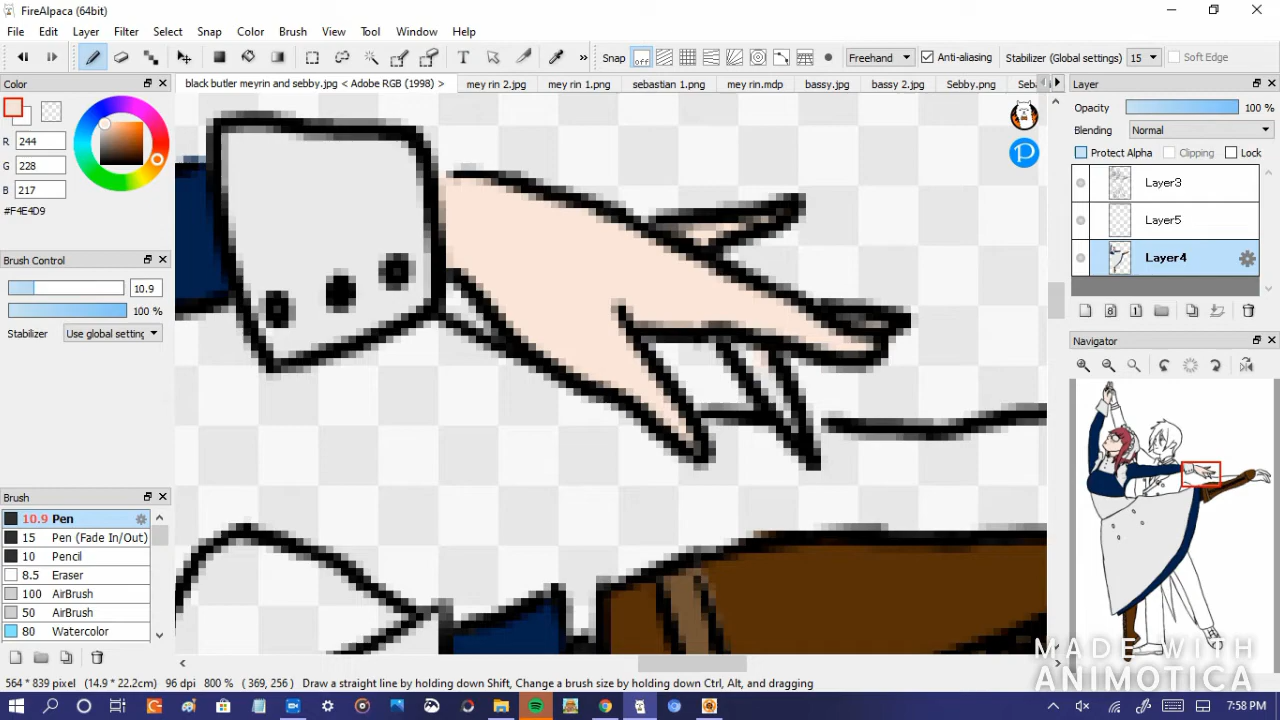 FireAlpaca (64bit)
File Edit Layer Filter Select Snap Color Brush View Tool Window Help
Snap off Freehand Anti-aliasing Stabilizer (Global settings) 15 Soft Edge
Color
black butler meyrin and sebby.jpg < Adobe RGB (1998) > mey rin 2.jpg mey rin 1.png sebastian 1.png mey rin.mdp bassy.jpg bassy 2.jpg Sebby.png
R 244
G 228
B 217
#F4E4D9
Brush Control
10.9
100 %
Stabilizer Use global setting
Brush
10.9 Pen
15 Pen (Fade In/Out)
10 Pencil
8.5 Eraser
100 AirBrush
50 AirBrush
80 Watercolor
Layer
Opacity 100 %
Blending Normal
Protect Alpha Clipping Lock
Layer3
Layer5
Layer4
8 1
Navigator
MADE WITH
ANIMOTICA
564 * 839 pixel (14.9 * 22.2cm) 96 dpi 800 % ( 369, 256 ) Draw a straight line by holding down Shift, Change a brush size by holding down Ctrl, Alt, and dragging
7:38 PM